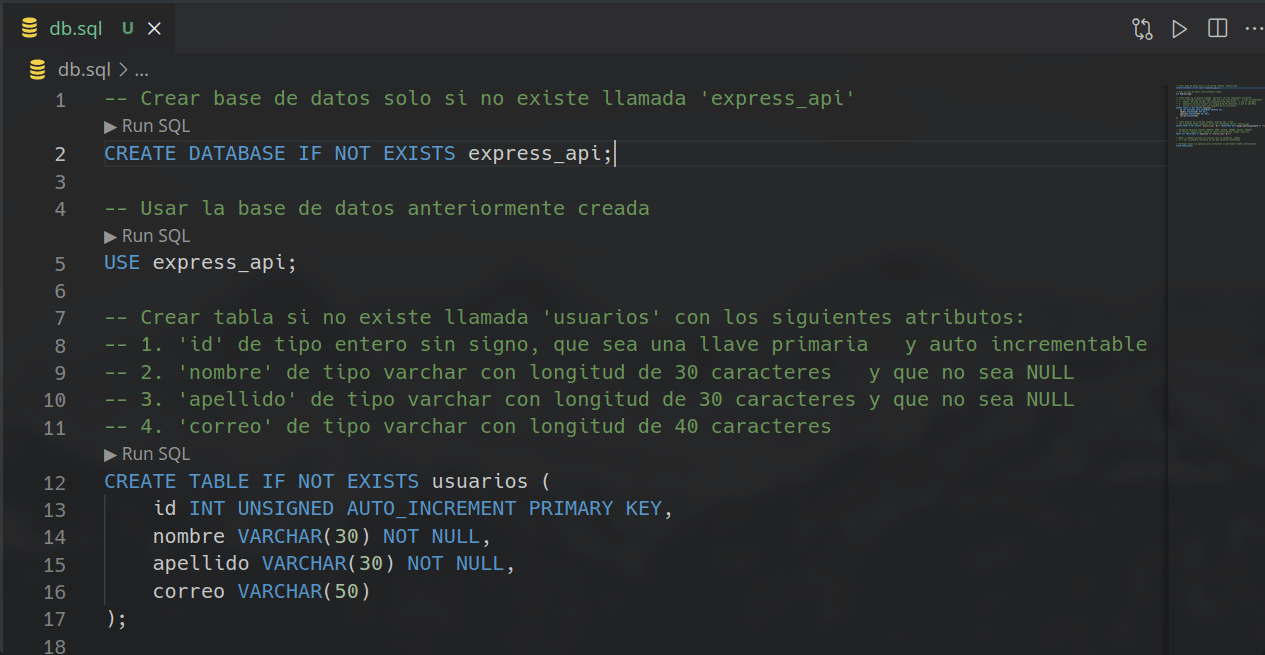 db.sql U
db.sql > ...
1 -- Crear base de datos solo si no existe llamada 'express_api'
Run SQL
2 CREATE DATABASE IF NOT EXISTS express_api;
3
4 -- Usar la base de datos anteriormente creada
Run SQL
5 USE express_api;
6
7 -- Crear tabla si no existe llamada 'usuarios' con los siguientes atributos:
8 -- 1. 'id' de tipo entero sin signo, que sea una llave primaria   y auto incrementable
9 -- 2. 'nombre' de tipo varchar con longitud de 30 caracteres   y que no sea NULL
10 -- 3. 'apellido' de tipo varchar con longitud de 30 caracteres y que no sea NULL
11 -- 4. 'correo' de tipo varchar con longitud de 40 caracteres
Run SQL
12 CREATE TABLE IF NOT EXISTS usuarios (
13     id INT UNSIGNED AUTO_INCREMENT PRIMARY KEY,
14     nombre VARCHAR(30) NOT NULL,
15     apellido VARCHAR(30) NOT NULL,
16     correo VARCHAR(50)
17 );
18